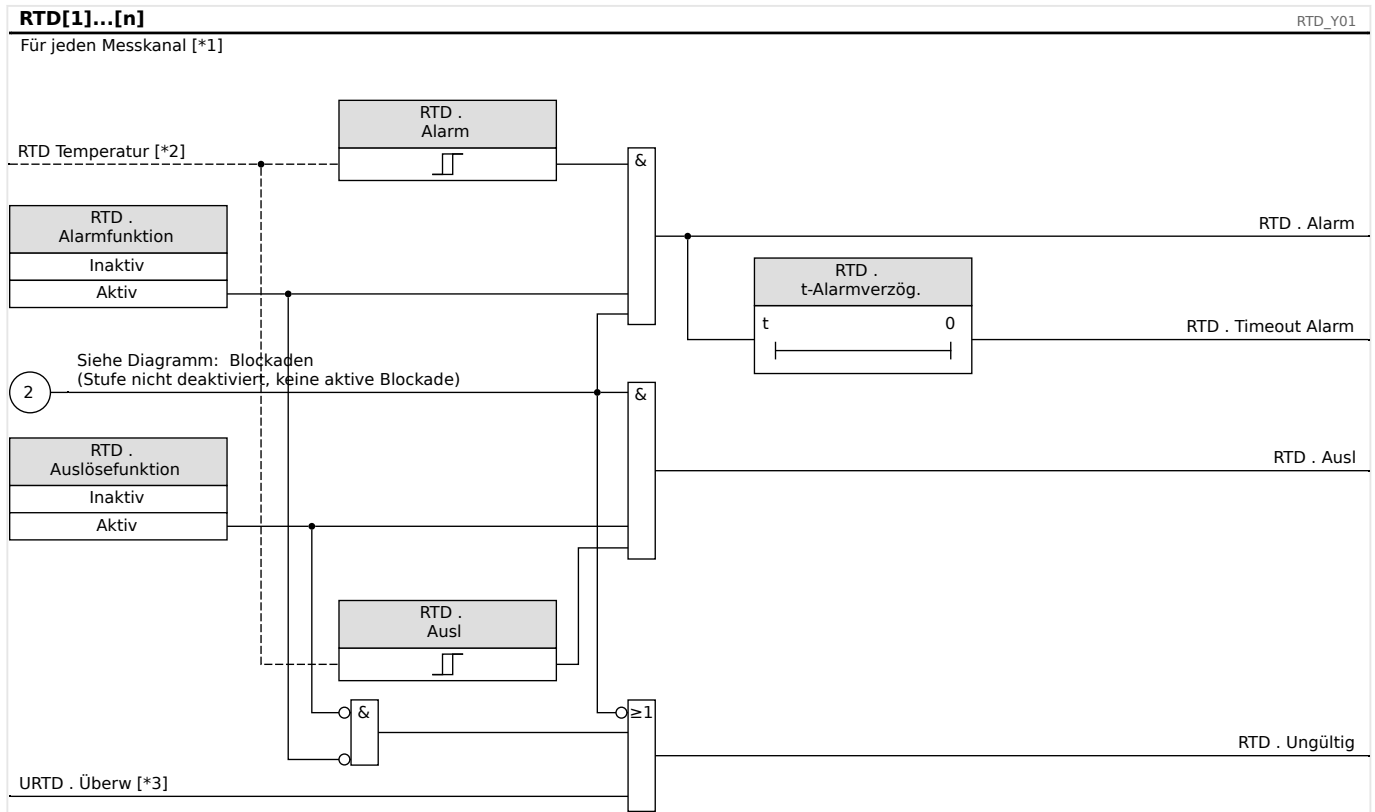 RTD[1]...[n]
RTD_Y01
Für jeden Messkanal [*1]
RTD .
Alarm
RTD Temperatur [*2]
&
RTD .
Alarmfunktion
Inaktiv
Aktiv
RTD . Alarm
RTD .
t-Alarmverzög.
t 0
RTD . Timeout Alarm
Siehe Diagramm: Blockaden
(Stufe nicht deaktiviert, keine aktive Blockade)
2
&
RTD .
Auslösefunktion
Inaktiv
Aktiv
RTD . Ausl
RTD .
Ausl
&
≥1
RTD . Ungültig
URTD . Überw [*3]